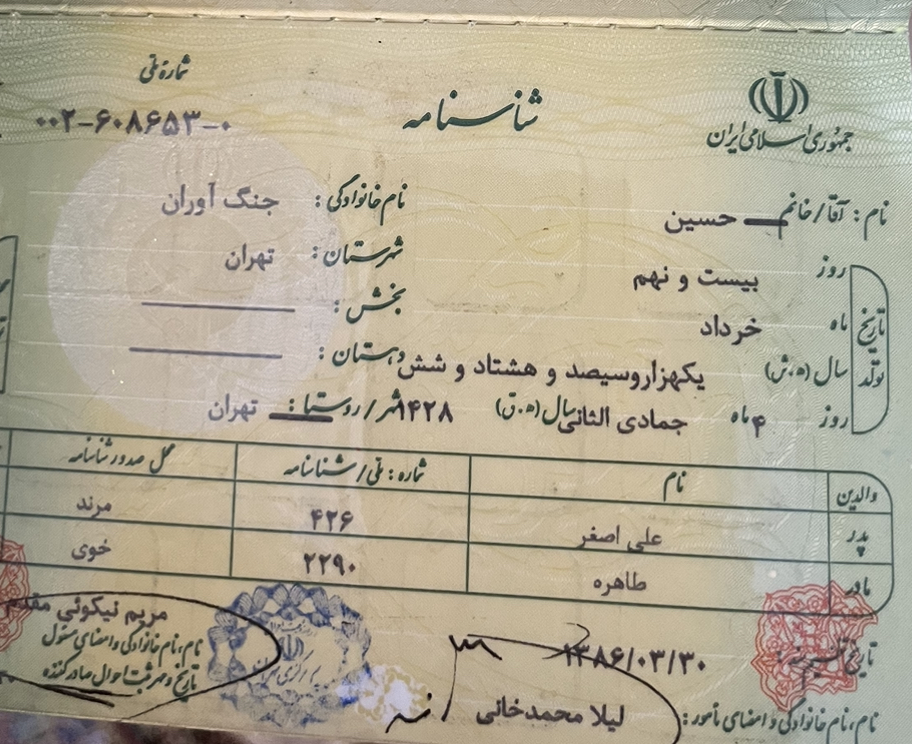 جمهوری اسلامی ایران
شناسنامه
شماره ملی
۰۰۲-۶۰۸۶۵۳-۰
نام: آقا/خانم حسین
نام خانوادگی: جنگ آوران
تاریخ تولد
روز بیست و نهم
شهرستان: تهران
ماه خرداد
بخش:
سال (ه.ش) یکهزاروسیصد و هشتاد و شش
دهستان:
روز ۴ ماه جمادی الثانی سال (ه.ق) ۱۴۲۸
شهر/روستا: تهران
والدین نام شماره: ملی/شناسنامه محل صدور شناسنامه
پدر علی اصغر ۴۲۶ مرند
مادر طاهره ۲۲۹۰ خوی
تاریخ تنظیم سند: ۱۳۸۶/۰۳/۳۰
نام، نام خانوادگی و امضای مأمور: لیلا محمدخانی
مریم نیکوئی مقدم
نام، نام خانوادگی و امضای مسئول
تاریخ و مهر ثبت احوال صادر کننده